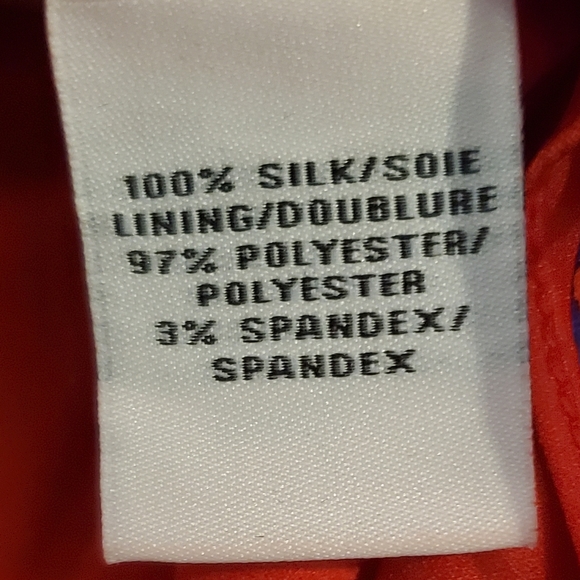 100% SILK/SOIE
LINING/DOUBLURE
97% POLYESTER/
POLYESTER
3% SPANDEX/
SPANDEX